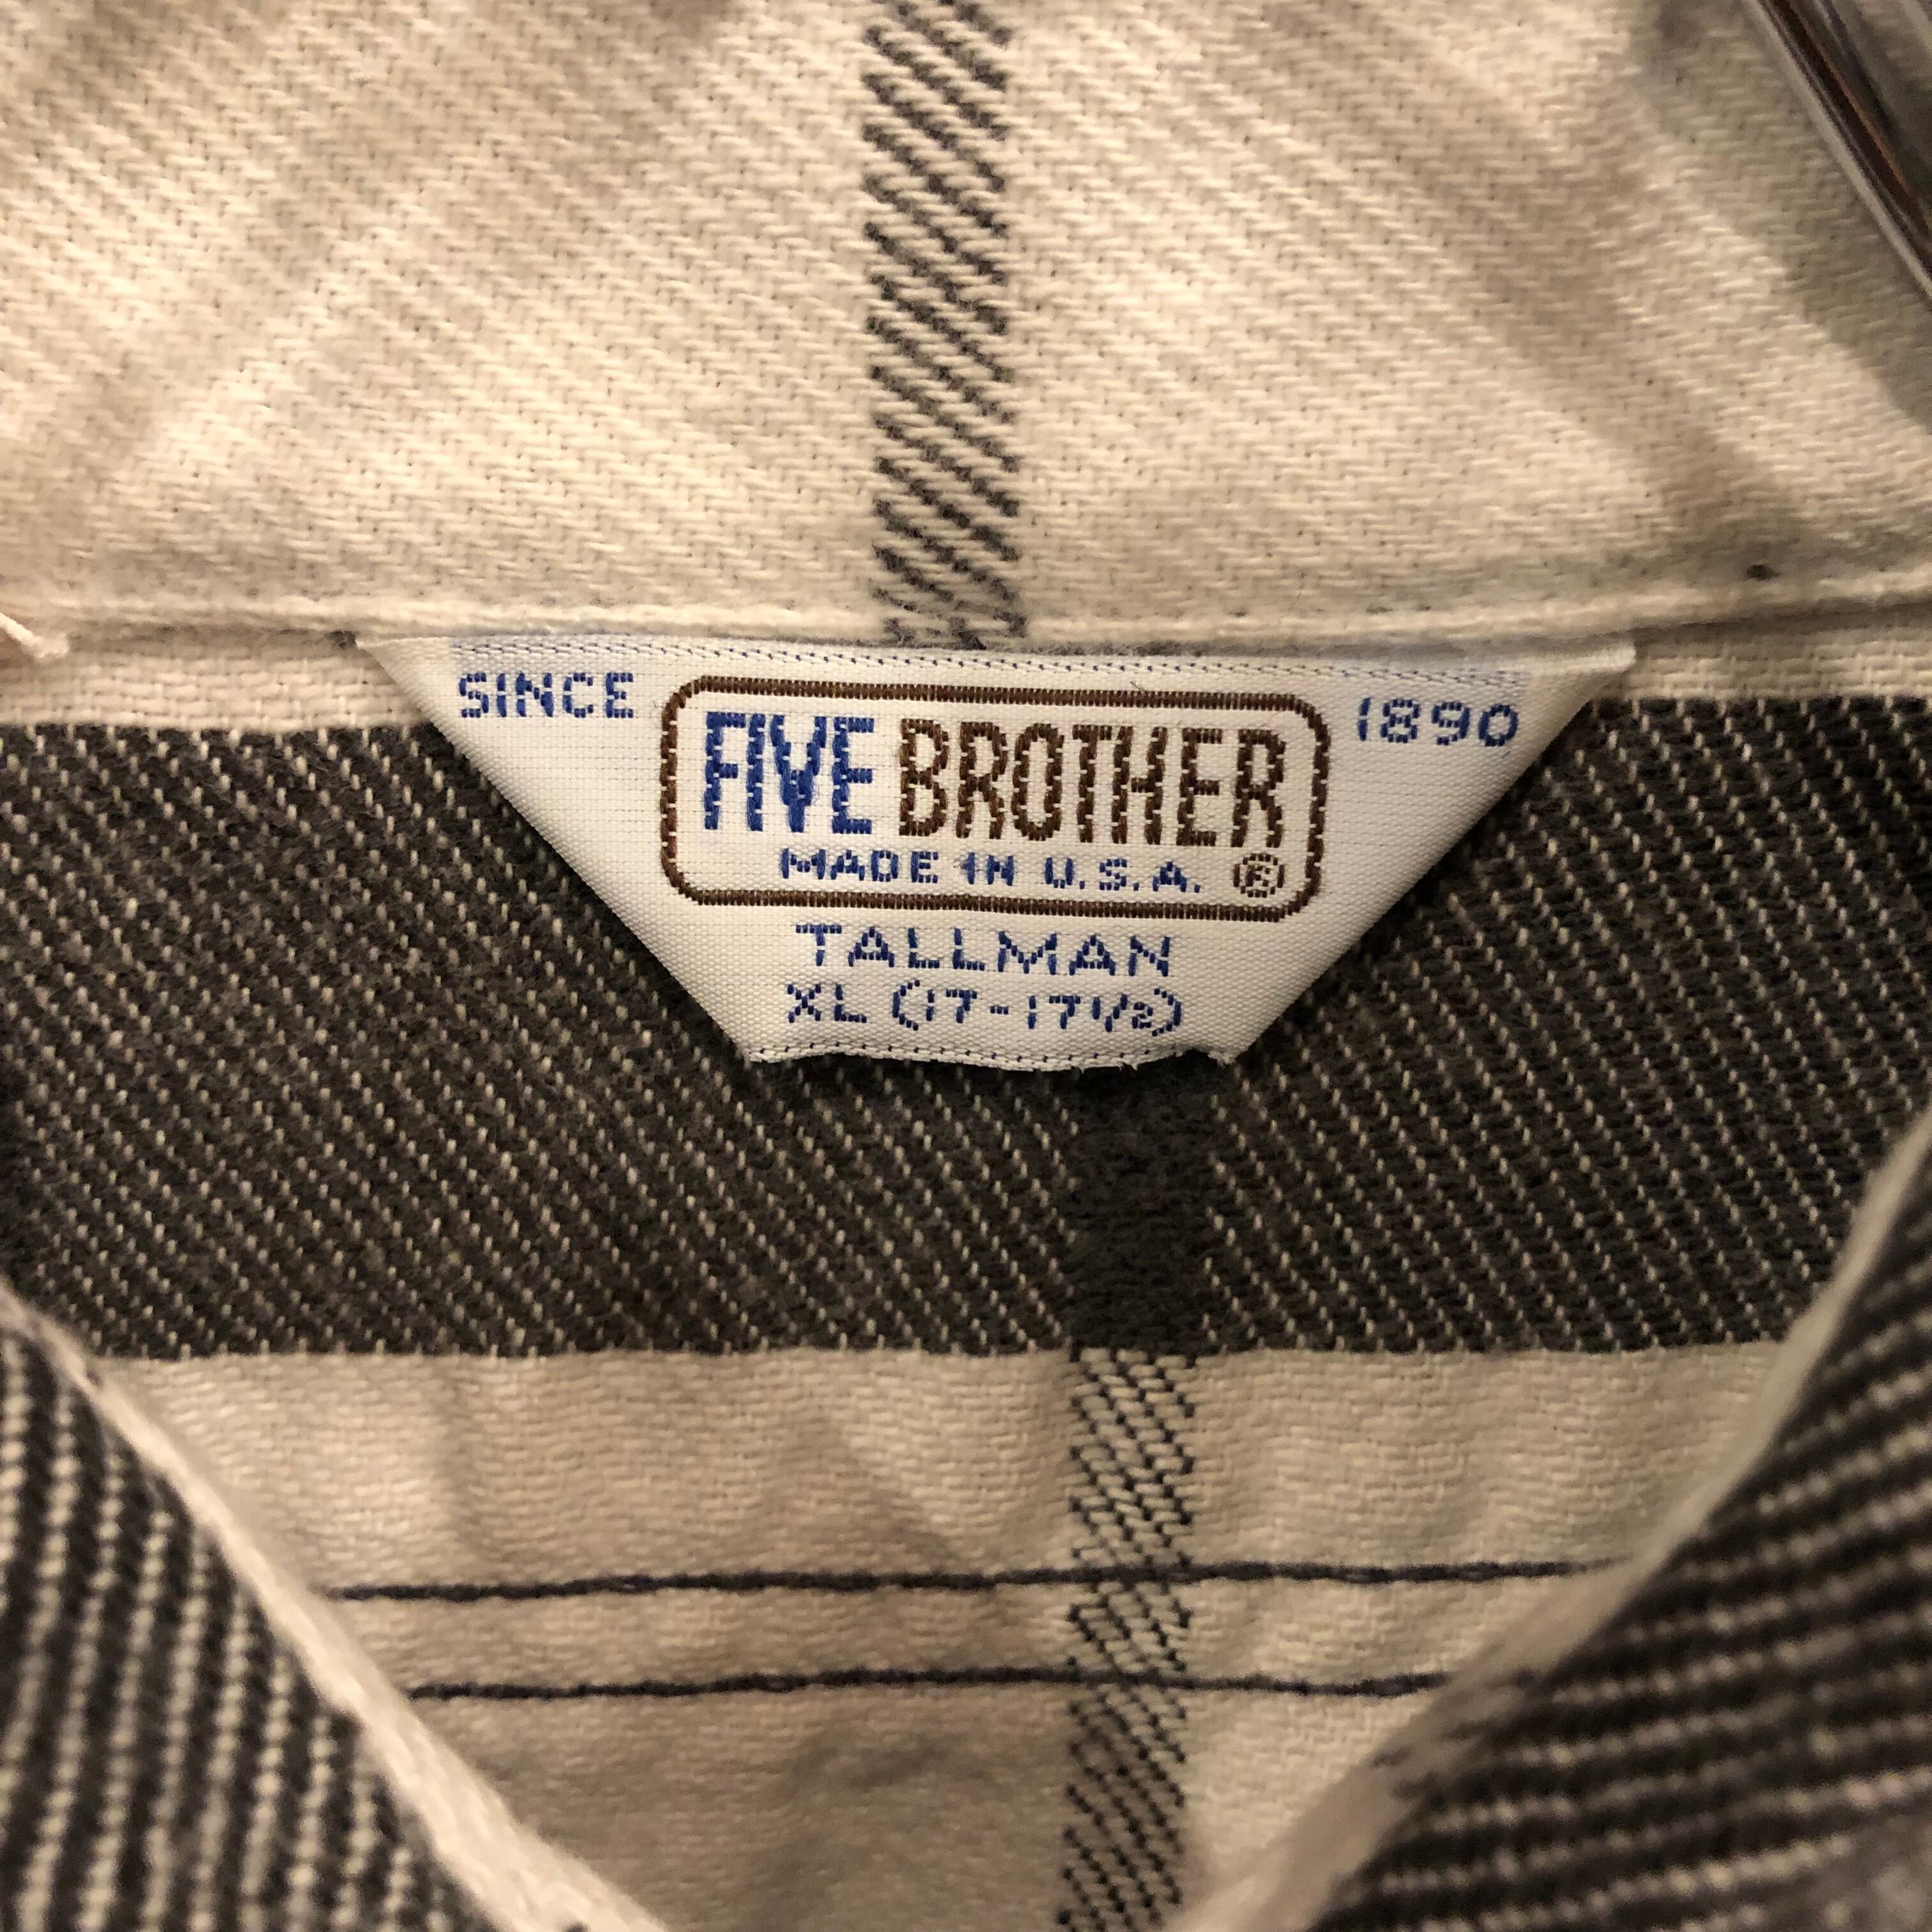 SINCE 1890
FIVE BROTHER
MADE IN U.S.A. ®
TALLMAN
XL (17-17½)